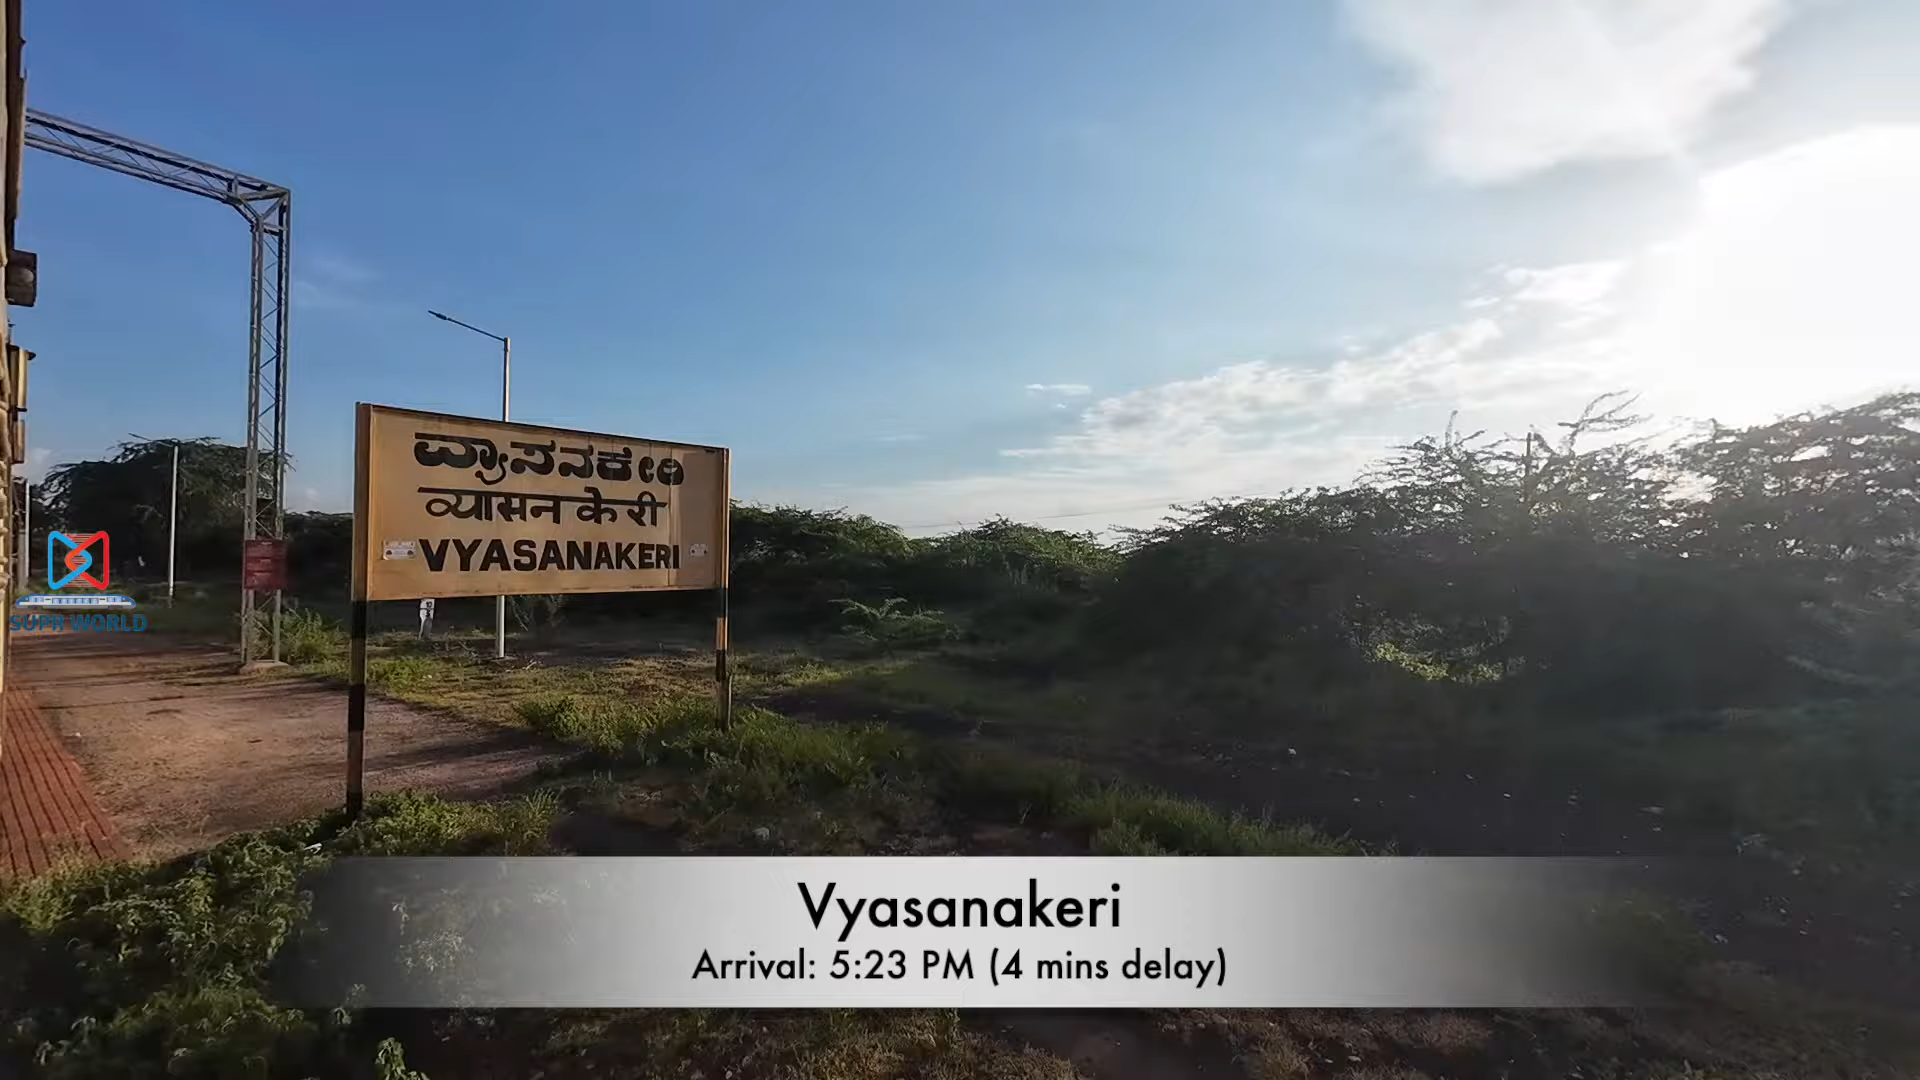 ವ್ಯಾಸನಕೇರಿ
व्यासनकेरी
VYASANAKERI
SUPR WORLD
Vyasanakeri
Arrival: 5:23 PM (4 mins delay)